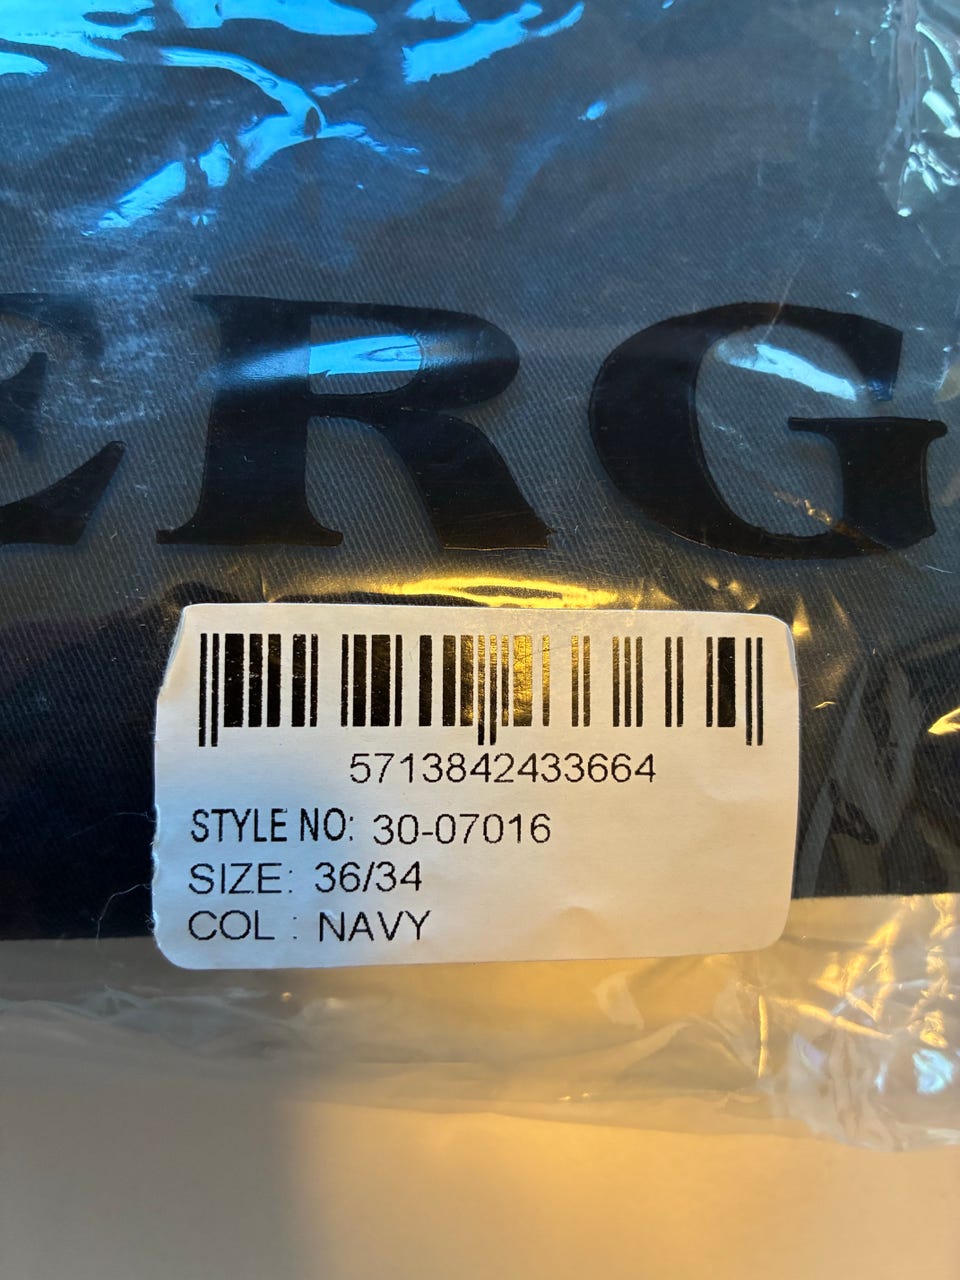 ERG
5713842433664
STYLE NO: 30-07016
SIZE: 36/34
COL : NAVY